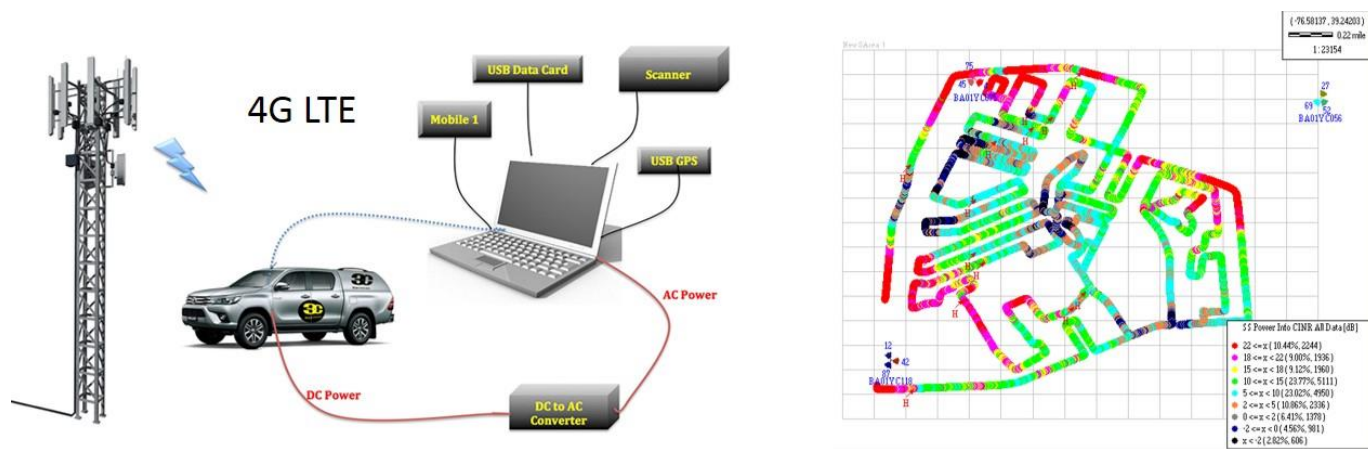 4G LTE
USB Data Card
Scanner
Mobile 1
USB GPS
AC Power
DC Power
DC to AC
Converter
(-76.58137, 39.24203)
0.22 mile
1:23154
75
45
27
69
52
BA01YC056
H
H
H
H
H
H
H
H
H
12
42
87
BA01YC118
H
SS Power Info CINR All Data [dB]
22 <= x ( 10.44%, 2244)
18 <= x < 22 ( 9.00%, 1936)
15 <= x < 18 ( 9.12%, 1960)
10 <= x < 15 ( 23.77%, 5111)
5 <= x < 10 ( 23.02%, 4950)
2 <= x < 5 ( 10.86%, 2336)
0 <= x < 2 ( 6.41%, 1378)
-2 <= x < 0 ( 4.56%, 981)
x < -2 ( 2.82%, 606)